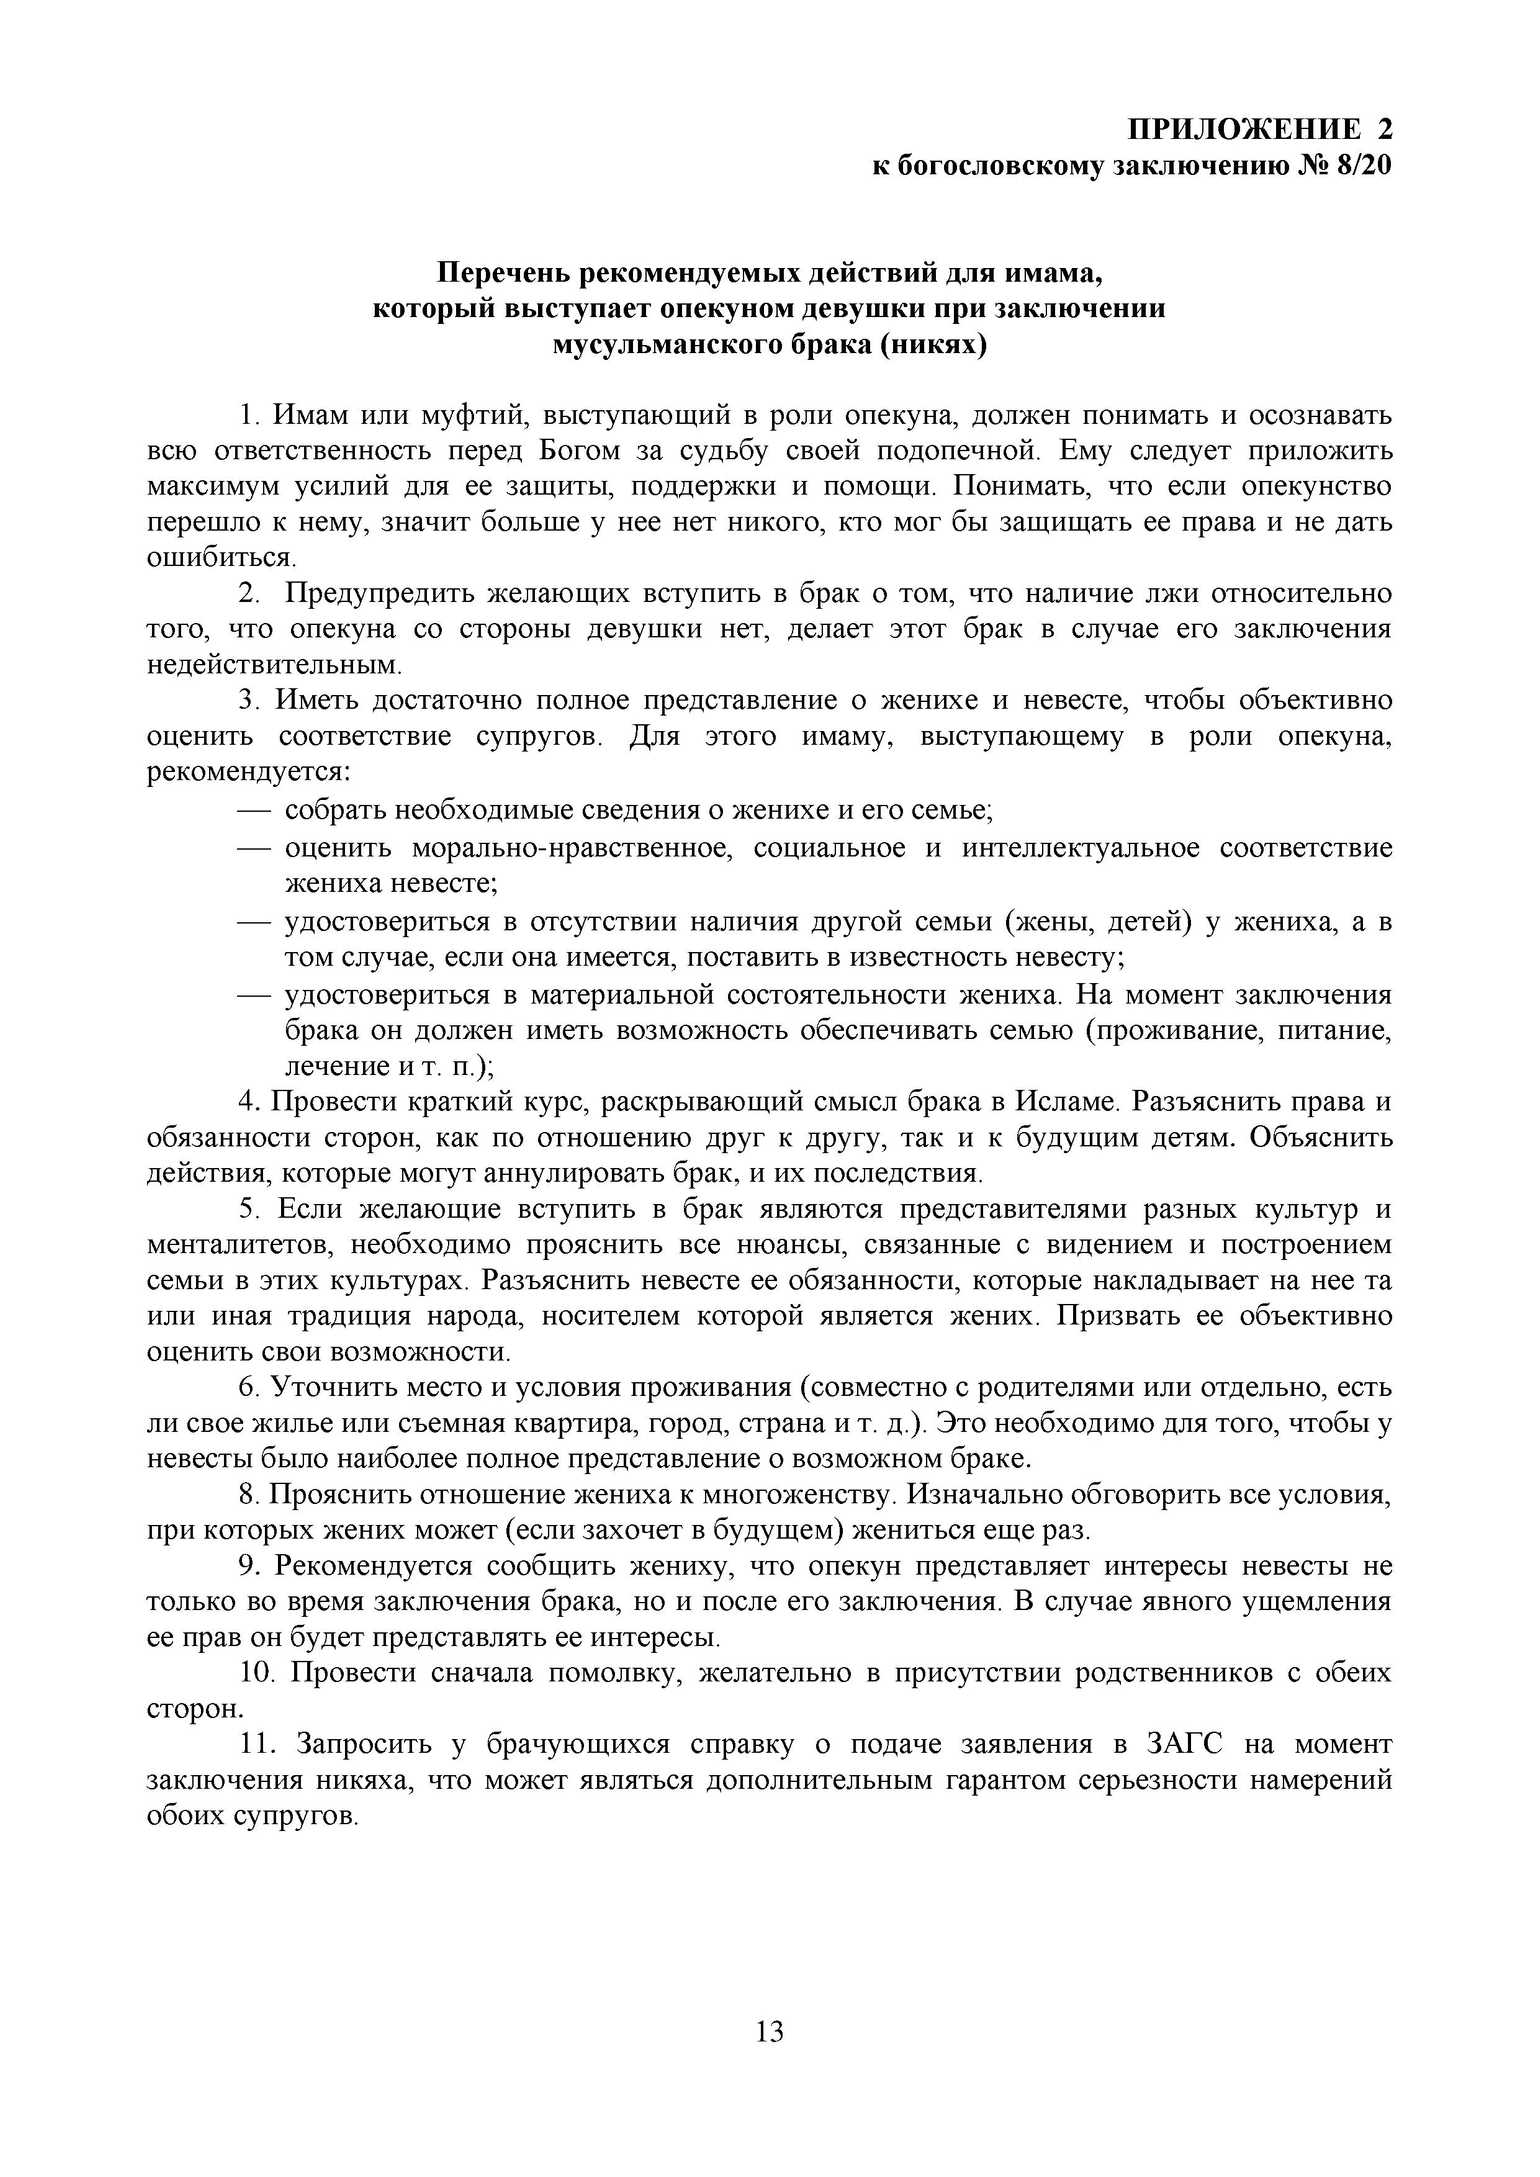 ПРИЛОЖЕНИЕ 2
к богословскому заключению № 8/20
Перечень рекомендуемых действий для имама,
который выступает опекуном девушки при заключении
мусульманского брака (никях)
1. Имам или муфтий, выступающий в роли опекуна, должен понимать и осознавать
всю ответственность перед Богом за судьбу своей подопечной. Ему следует приложить
максимум усилий для ее защиты, поддержки и помощи. Понимать, что если опекунство
перешло к нему, значит больше у нее нет никого, кто мог бы защищать ее права и не дать
ошибиться.
2. Предупредить желающих вступить в брак о том, что наличие лжи относительно
того, что опекуна со стороны девушки нет, делает этот брак в случае его заключения
недействительным.
3. Иметь достаточно полное представление о женихе и невесте, чтобы объективно
оценить соответствие супругов. Для этого имаму, выступающему в роли опекуна,
рекомендуется:
— собрать необходимые сведения о женихе и его семье;
— оценить морально-нравственное, социальное и интеллектуальное соответствие
жениха невесте;
— удостовериться в отсутствии наличия другой семьи (жены, детей) у жениха, а в
том случае, если она имеется, поставить в известность невесту;
— удостовериться в материальной состоятельности жениха. На момент заключения
брака он должен иметь возможность обеспечивать семью (проживание, питание,
лечение и т. п.);
4. Провести краткий курс, раскрывающий смысл брака в Исламе. Разъяснить права и
обязанности сторон, как по отношению друг к другу, так и к будущим детям. Объяснить
действия, которые могут аннулировать брак, и их последствия.
5. Если желающие вступить в брак являются представителями разных культур и
менталитетов, необходимо прояснить все нюансы, связанные с видением и построением
семьи в этих культурах. Разъяснить невесте ее обязанности, которые накладывает на нее та
или иная традиция народа, носителем которой является жених. Призвать ее объективно
оценить свои возможности.
6. Уточнить место и условия проживания (совместно с родителями или отдельно, есть
ли свое жилье или съемная квартира, город, страна и т. д.). Это необходимо для того, чтобы у
невесты было наиболее полное представление о возможном браке.
8. Прояснить отношение жениха к многоженству. Изначально обговорить все условия,
при которых жених может (если захочет в будущем) жениться еще раз.
9. Рекомендуется сообщить жениху, что опекун представляет интересы невесты не
только во время заключения брака, но и после его заключения. В случае явного ущемления
ее прав он будет представлять ее интересы.
10. Провести сначала помолвку, желательно в присутствии родственников с обеих
сторон.
11. Запросить у брачующихся справку о подаче заявления в ЗАГС на момент
заключения никяха, что может являться дополнительным гарантом серьезности намерений
обоих супругов.
13